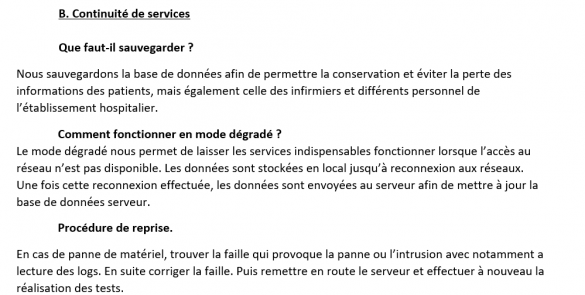 B. Continuité de services
Que faut-il sauvegarder ?
Nous sauvegardons la base de données afin de permettre la conservation et éviter la perte des
informations des patients, mais également celle des infirmiers et différents personnel de
l'établissement hospitalier.
Comment fonctionner en mode dégradé ?
Le mode dégradé nous permet de laisser les services indispensables fonctionner lorsque l'accès au
réseau n'est pas disponible. Les données sont stockées en local jusqu'à reconnexion aux réseaux.
Une fois cette reconnexion effectuée, les données sont envoyées au serveur afin de mettre à jour la
base de données serveur.
Procédure de reprise.
En cas de panne de matériel, trouver la faille qui provoque la panne ou l'intrusion avec notamment a
lecture des logs. En suite corriger la faille. Puis remettre en route le serveur et effectuer à nouveau la
réalisation des tests.